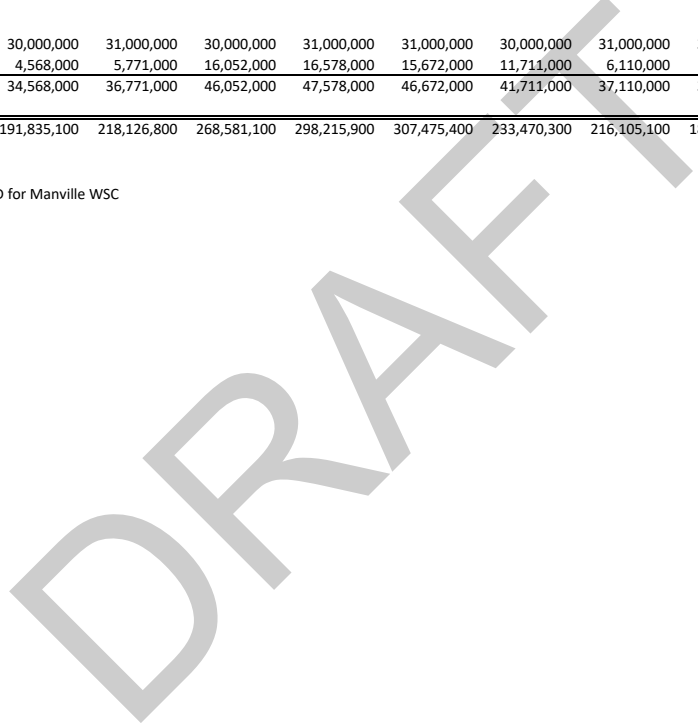 30,000,000 31,000,000 30,000,000 31,000,000 31,000,000 30,000,000 31,000,000
4,568,000 5,771,000 16,052,000 16,578,000 15,672,000 11,711,000 6,110,000
34,568,000 36,771,000 46,052,000 47,578,000 46,672,000 41,711,000 37,110,000
191,835,100 218,126,800 268,581,100 298,215,900 307,475,400 233,470,300 216,105,100
for Manville WSC
DRAFT